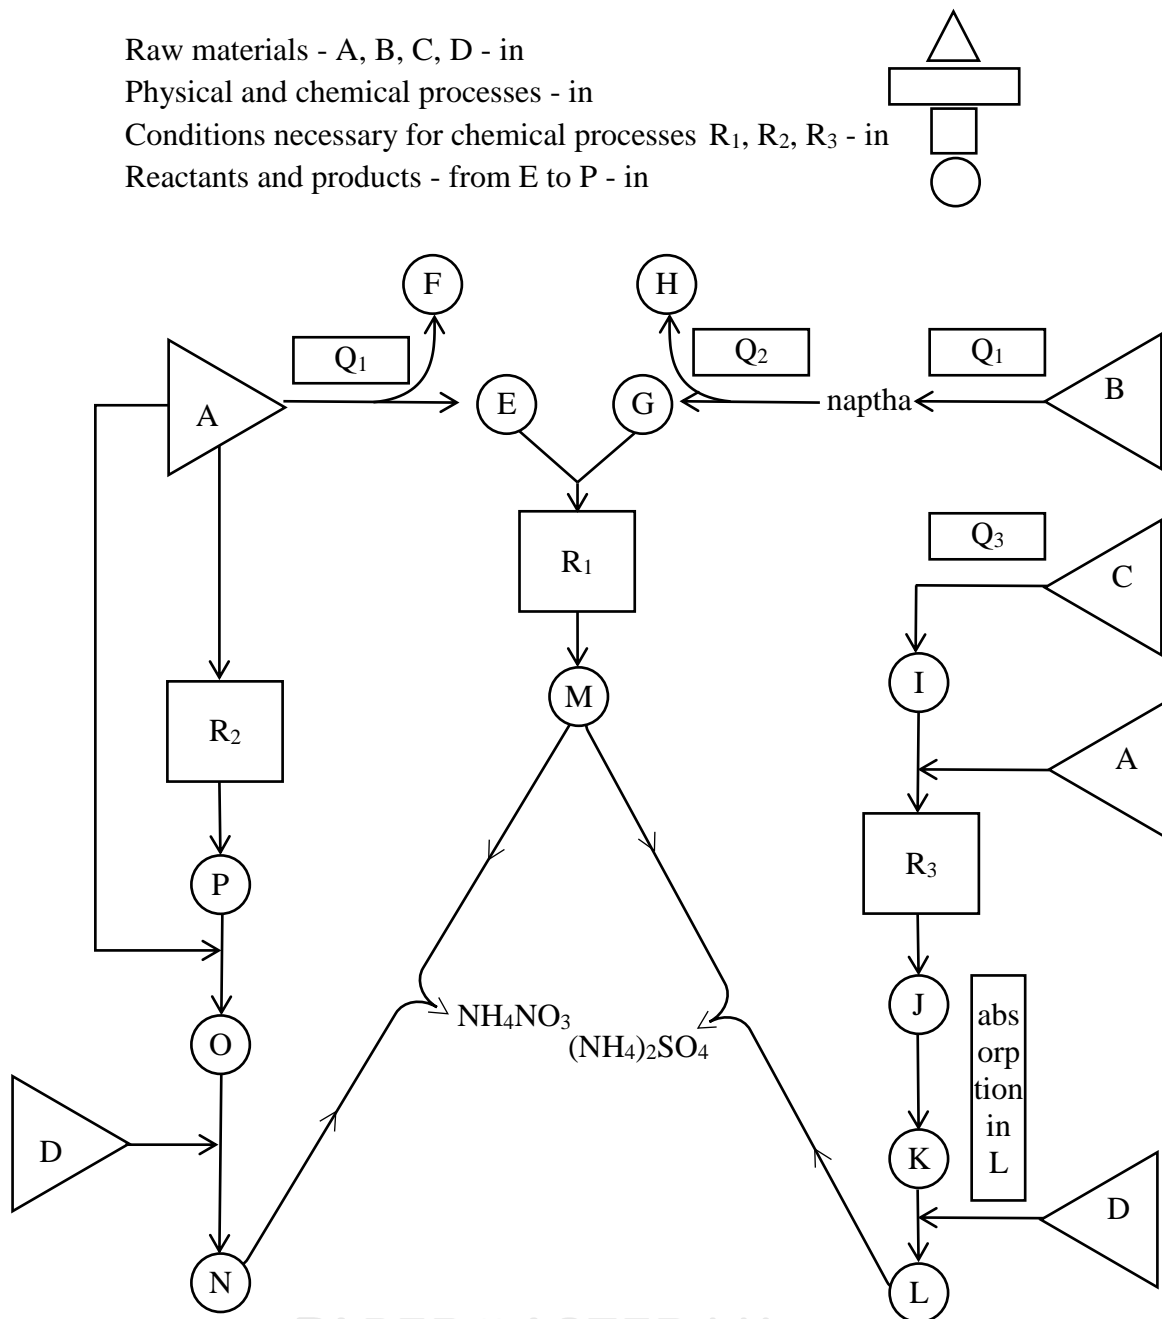 Raw materials - A, B, C, D - in
Physical and chemical processes - in
Conditions necessary for chemical processes R₁, R₂, R₃ - in
Reactants and products - from E to P - in
F
H
Q₁
Q₂
Q₁
A
E
G
naptha
B
R₁
Q₃
C
I
M
R₂
A
R₃
P
J
NH₄NO₃
(NH₄)₂SO₄
O
abs
orp
tion
in
L
D
K
D
N
L